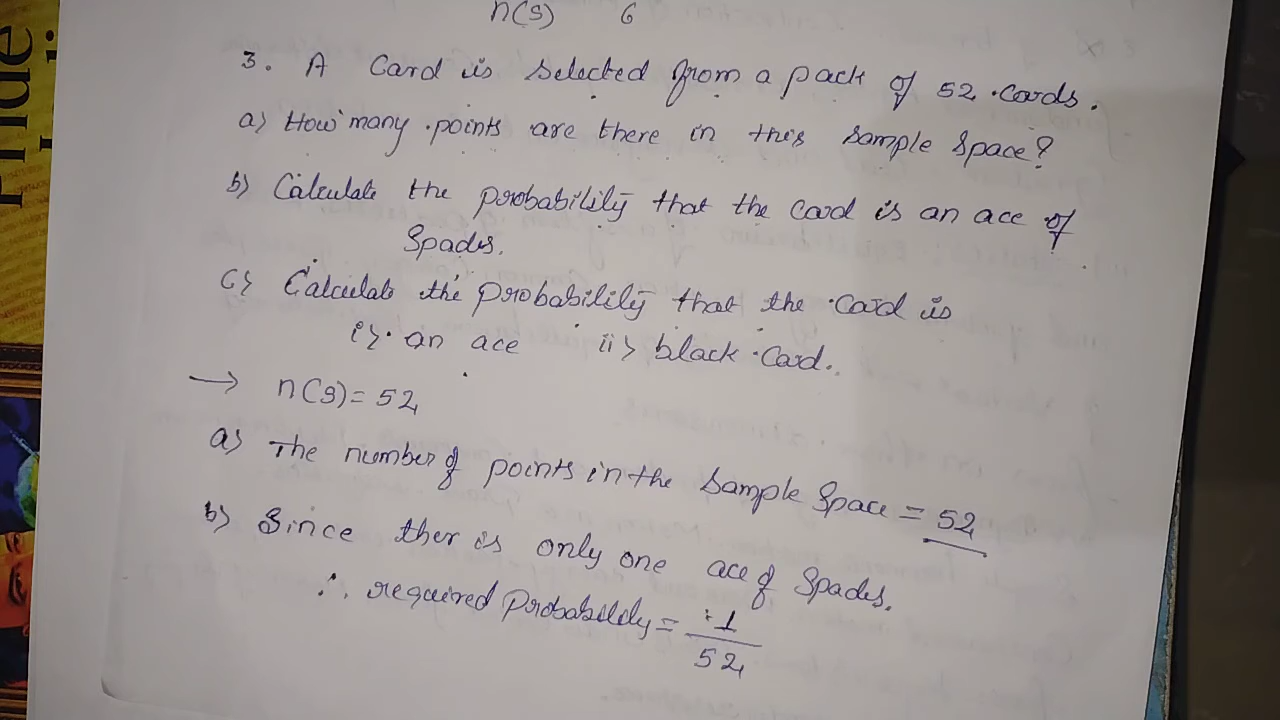 n(S) 6
3. A Card is Selected from a pack of 52 Cards.
a) How many points are there in this Sample Space?
b) Calculate the probability that the card is an ace of
Spades.
c) Calculate the probability that the card is
i) an ace ii) black Card.
→ n(S) = 52
a) The number of points in the Sample Space = 52
b) Since ther is only one ace of Spades.
∴ required Probability = 1
52